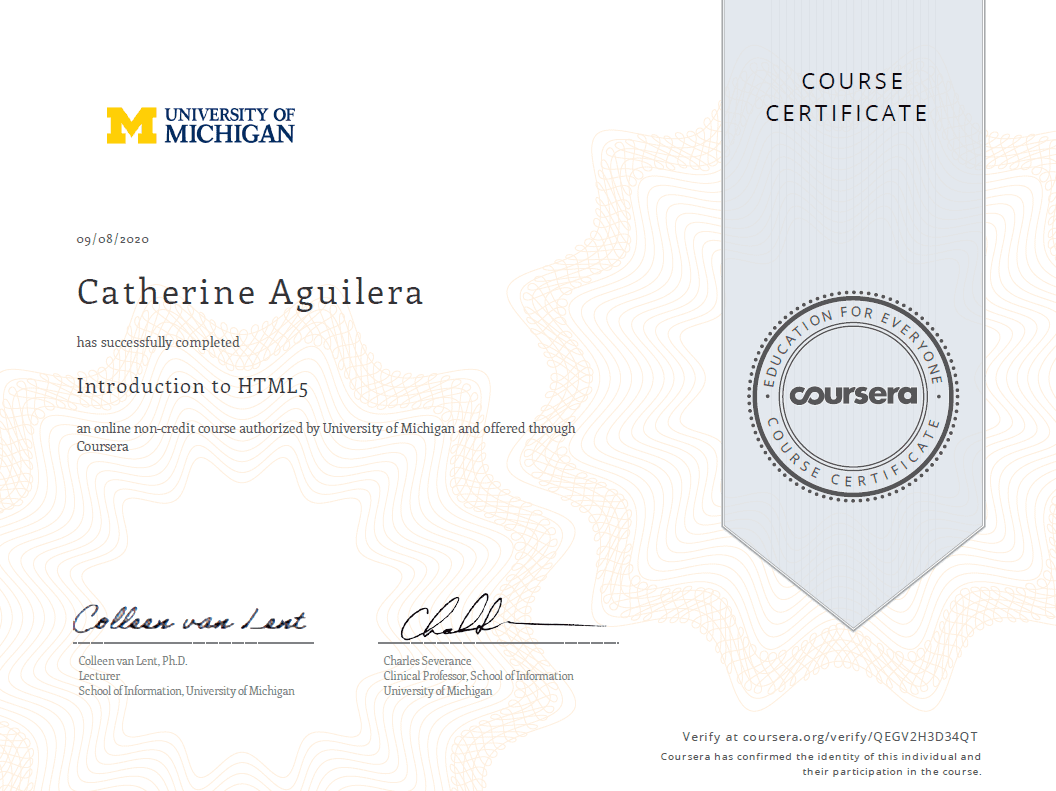 COURSE
CERTIFICATE
UNIVERSITY OF
MICHIGAN
09/08/2020
Catherine Aguilera
has successfully completed
Introduction to HTML5
an online non-credit course authorized by University of Michigan and offered through
Coursera
EDUCATION FOR EVERYONE
coursera
COURSE CERTIFICATE
Colleen van Lent
Colleen van Lent, Ph.D.
Lecturer
School of Information, University of Michigan
Charles Severance
Clinical Professor, School of Information
University of Michigan
Verify at coursera.org/verify/QEGV2H3D34QT
Coursera has confirmed the identity of this individual and
their participation in the course.